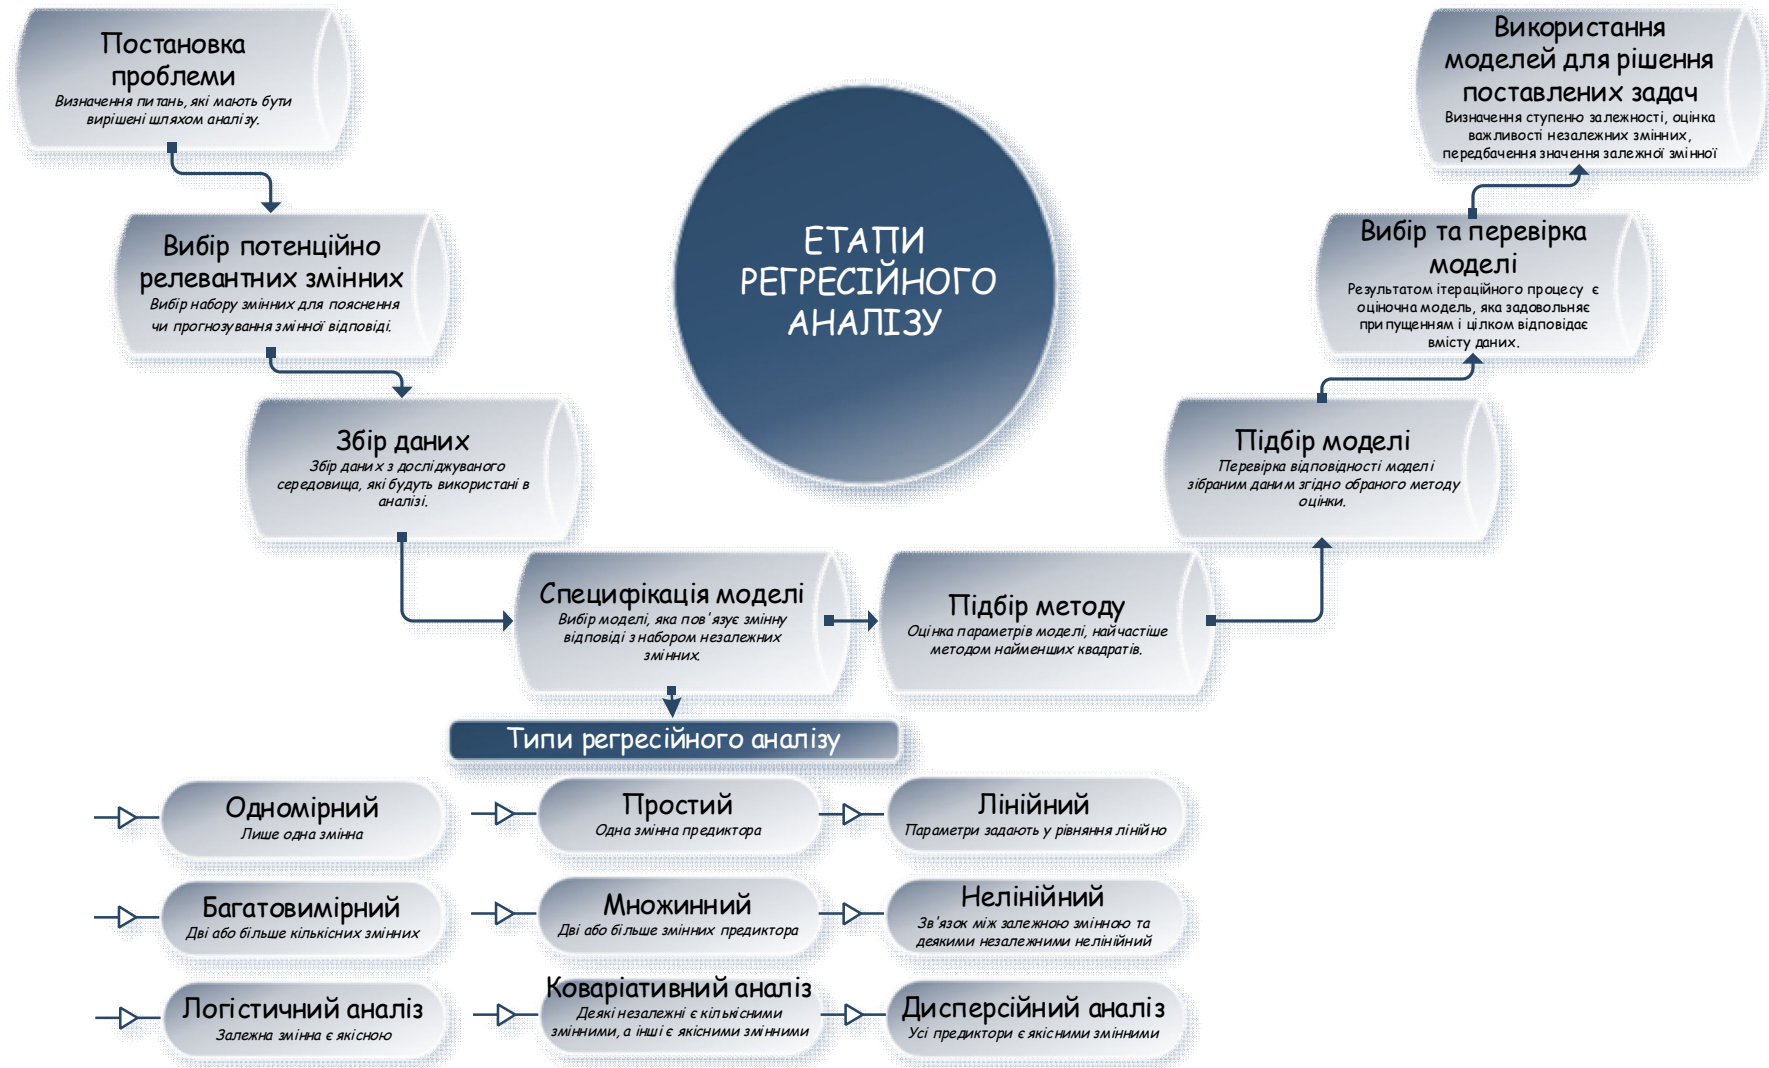 Постановка
проблеми
Визначення питань, які мають бути
вирішені шляхом аналізу.
Вибір потенційно
релевантних змінних
Вибір набору змінних для пояснення
чи прогнозування змінної відповіді.
Збір даних
Збір даних з досліджуваного
середовища, які будуть використані в
аналізі.
Специфікація моделі
Вибір моделі, яка пов'язує змінну
відповіді з набором незалежних
змінних.
Підбір методу
Оцінка параметрів моделі, найчастіше
методом найменших квадратів.
Підбір моделі
Перевірка відповідності моделі
зібраним даним згідно обраного методу
оцінки.
Вибір та перевірка
моделі
Результатом ітераційного процесу є
оціночна модель, яка задовольняє
припущенням і цілком відповідає
вмісту даних.
Використання
моделей для рішення
поставлених задач
Визначення ступеню залежності, оцінка
важливості незалежних змінних,
передбачення значення залежної змінної
ЕТАПИ
РЕГРЕСІЙНОГО
АНАЛІЗУ
Типи регресійного аналізу
Одномірний
Лише одна змінна
Простий
Одна змінна предиктора
Лінійний
Параметри задають у рівняння лінійно
Багатовимірний
Дві або більше кількісних змінних
Множинний
Дві або більше змінних предиктора
Нелінійний
Зв'язок між залежною змінною та
деякими незалежними нелінійний
Логістичний аналіз
Залежна змінна є якісною
Коваріативний аналіз
Деякі незалежні є кількісними
змінними, а інші є якісними змінними
Дисперсійний аналіз
Усі предиктори є якісними змінними